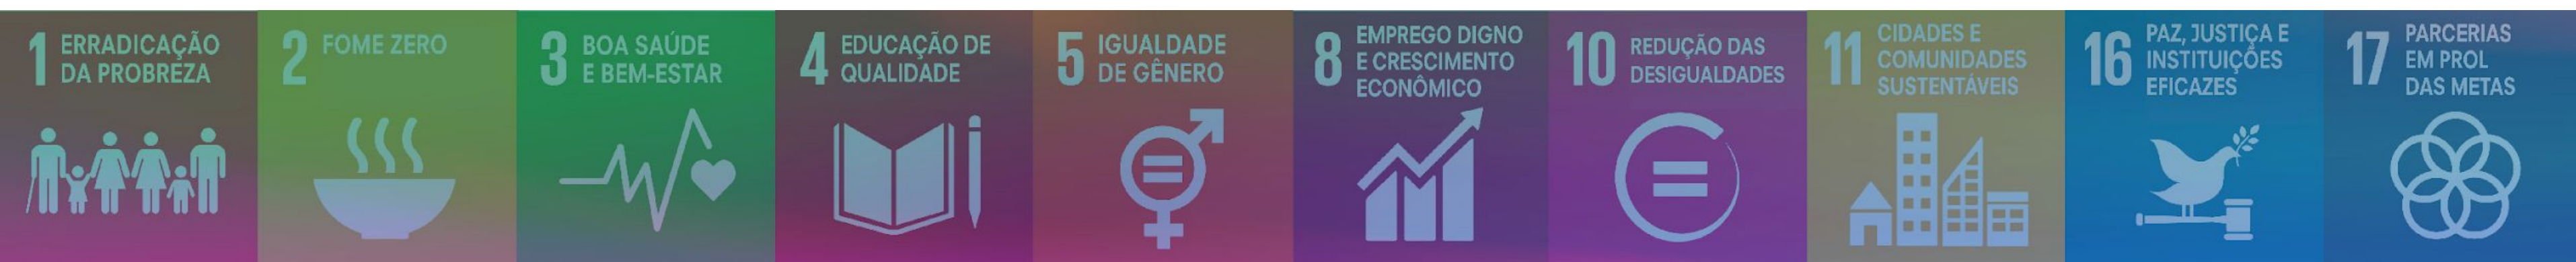 1 ERRADICAÇÃO
DA PROBREZA
2 FOME ZERO
3 BOA SAÚDE
E BEM-ESTAR
4 EDUCAÇÃO DE
QUALIDADE
5 IGUALDADE
DE GÊNERO
8 EMPREGO DIGNO
E CRESCIMENTO
ECONÔMICO
10 REDUÇÃO DAS
DESIGUALDADES
11 CIDADES E
COMUNIDADES
SUSTENTÁVEIS
16 PAZ, JUSTIÇA E
INSTITUIÇÕES
EFICAZES
17 PARCERIAS
EM PROL
DAS METAS